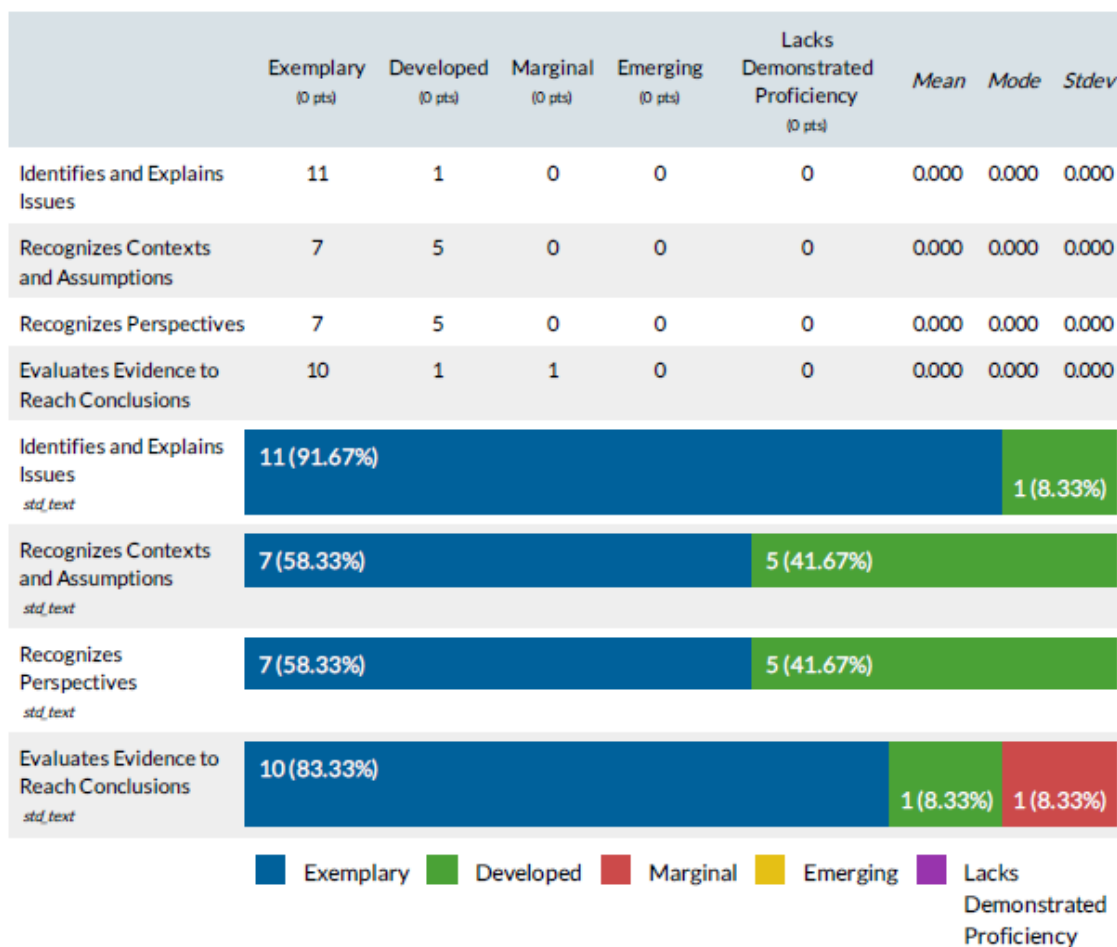 Exemplary Developed Marginal Emerging Lacks Demonstrated Proficiency Mean Mode Stdev
(0 pts) (0 pts) (0 pts) (0 pts) (0 pts)
Identifies and Explains Issues 11 1 0 0 0 0.000 0.000 0.000
Recognizes Contexts and Assumptions 7 5 0 0 0 0.000 0.000 0.000
Recognizes Perspectives 7 5 0 0 0 0.000 0.000 0.000
Evaluates Evidence to Reach Conclusions 10 1 1 0 0 0.000 0.000 0.000
Identifies and Explains
Issues
std_text
11 (91.67%) 1 (8.33%)
Recognizes Contexts
and Assumptions
std_text
7 (58.33%) 5 (41.67%)
Recognizes
Perspectives
std_text
7 (58.33%) 5 (41.67%)
Evaluates Evidence to
Reach Conclusions
std_text
10 (83.33%) 1 (8.33%) 1 (8.33%)
Exemplary Developed Marginal Emerging Lacks
Demonstrated
Proficiency